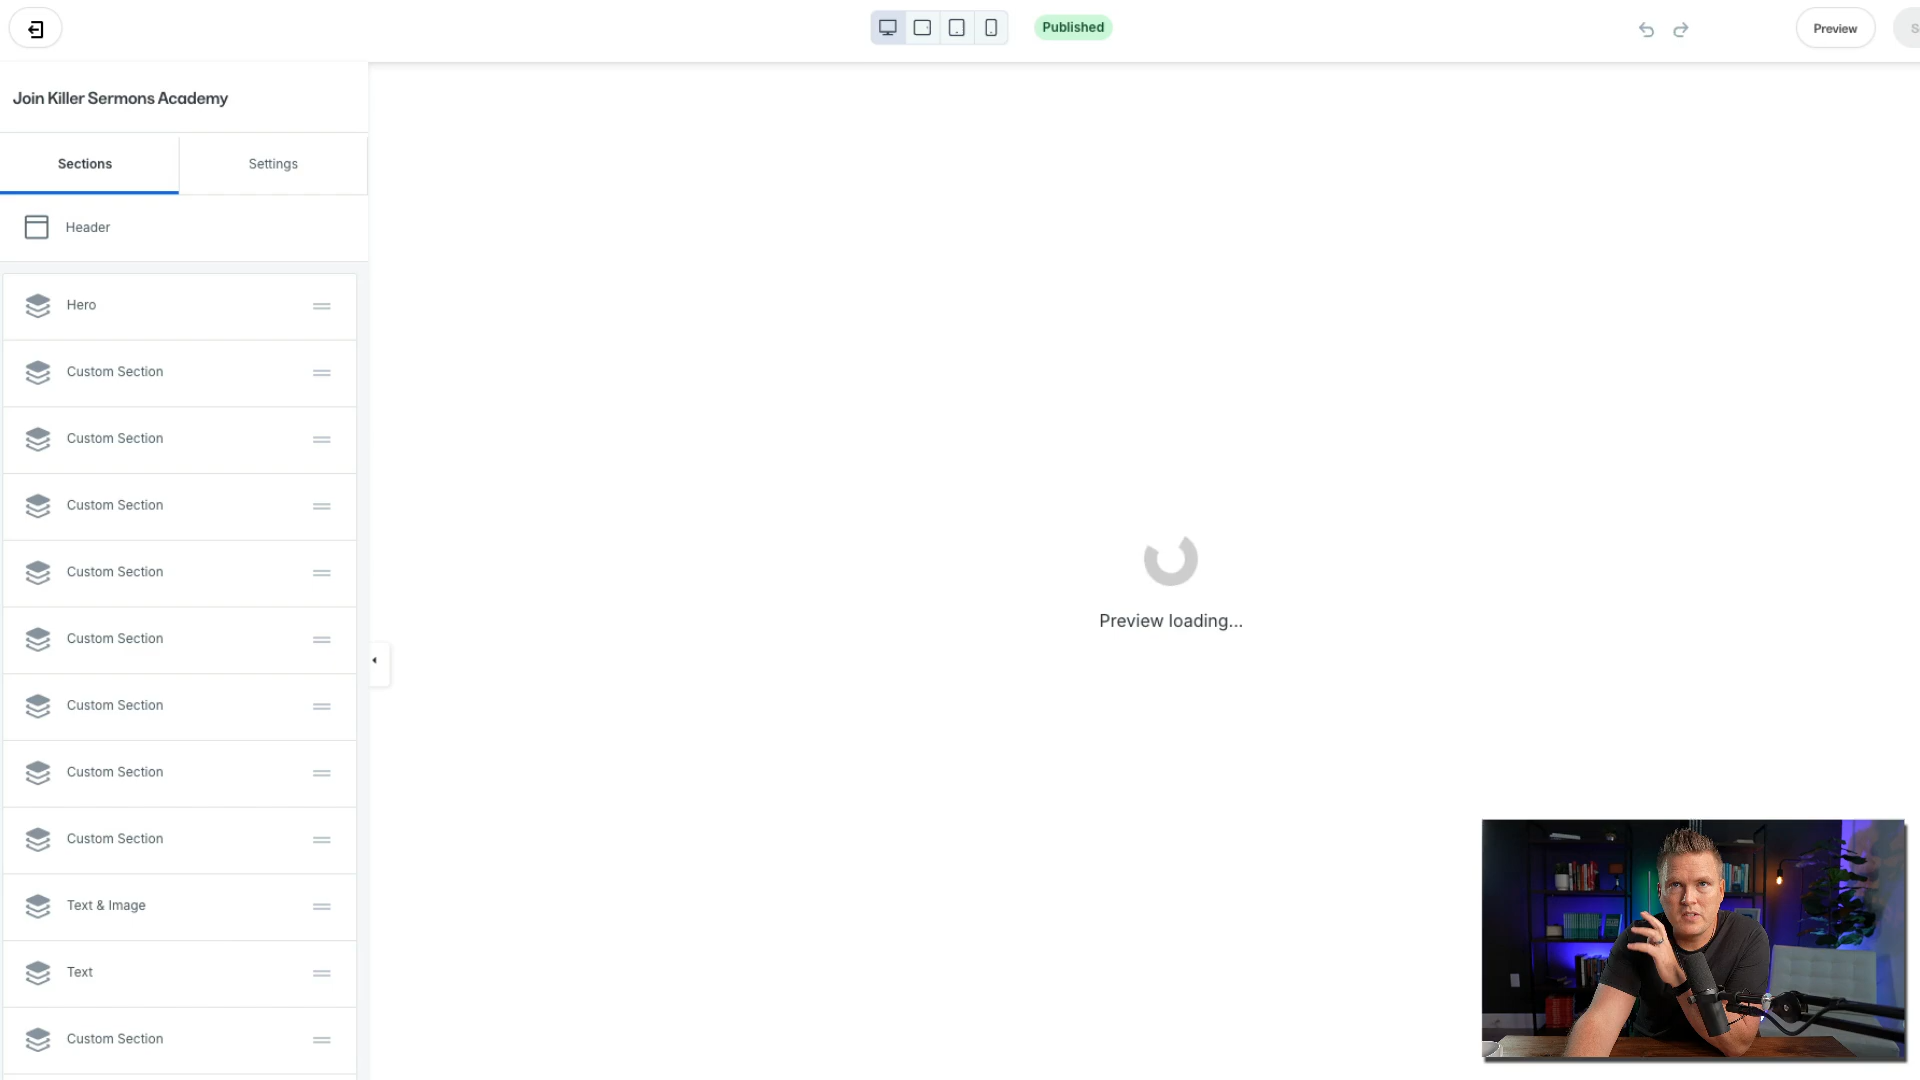 Published
Preview
S
Join Killer Sermons Academy
Sections
Settings
Header
Hero
Custom Section
Custom Section
Custom Section
Custom Section
Custom Section
Custom Section
Custom Section
Custom Section
Text & Image
Text
Custom Section
Preview loading...